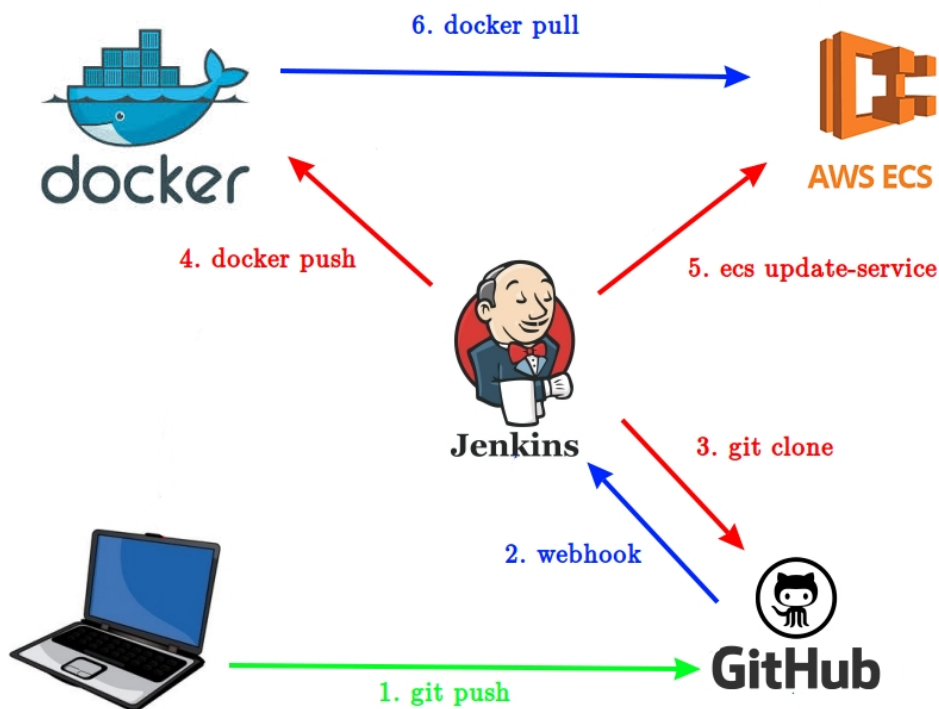 6. docker pull
docker
AWS ECS
4. docker push
5. ecs update-service
Jenkins
3. git clone
2. webhook
GitHub
1. git push